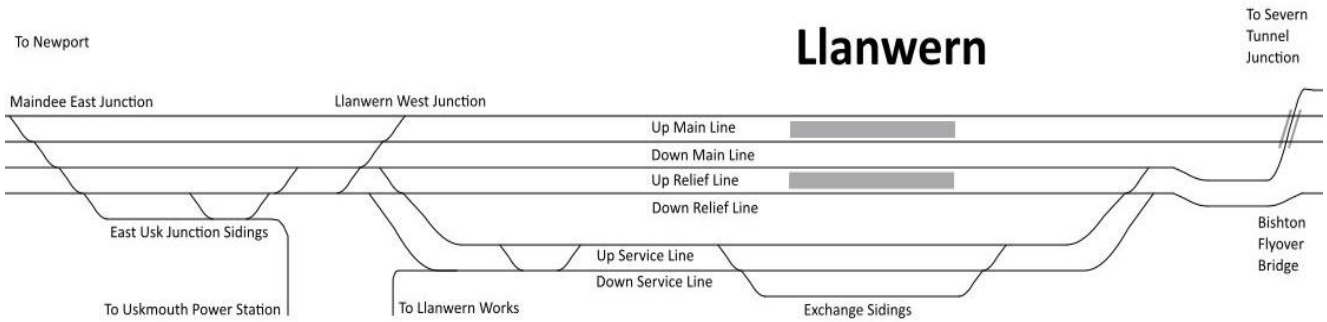 To Newport
Llanwern
To Severn
Tunnel
Junction
Maindee East Junction
Llanwern West Junction
Up Main Line
Down Main Line
Up Relief Line
Down Relief Line
East Usk Junction Sidings
Up Service Line
Down Service Line
Bishton
Flyover
Bridge
To Uskmouth Power Station
To Llanwern Works
Exchange Sidings